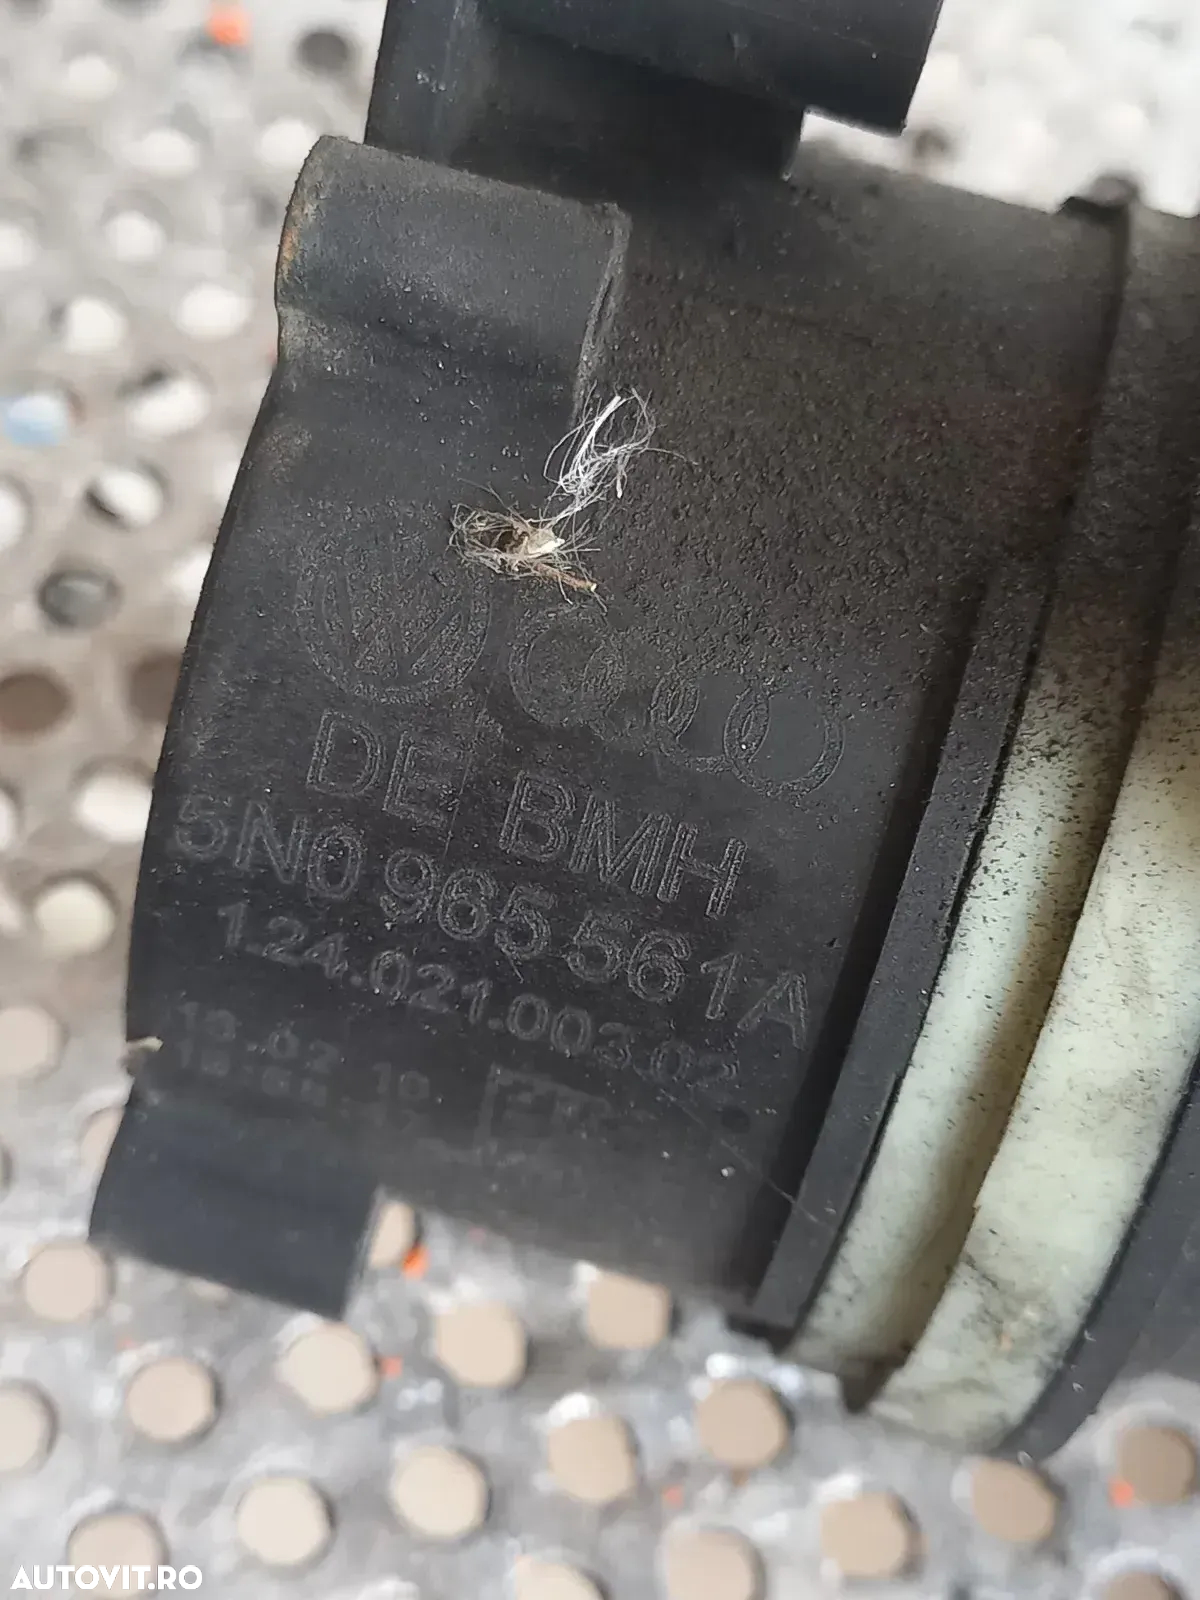 DE BMH
5N0 965 561A
1.24.021.003.02
AUTOVIT.RO